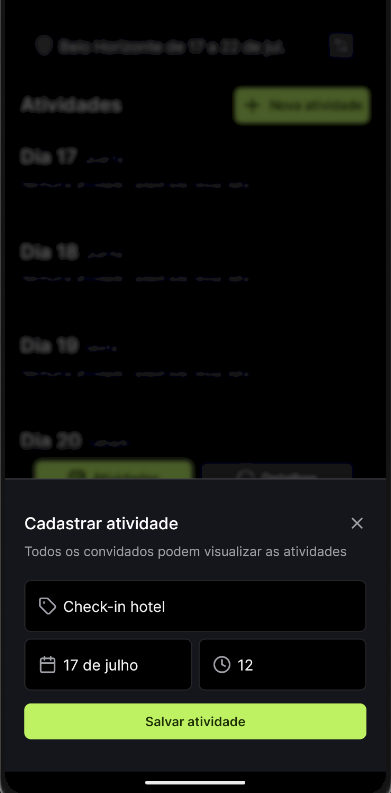 Belo Horizonte de 17 a 22 de jul.
Atividades
Nova atividade
Dia 17
Dia 18
Dia 19
Dia 20
Cadastrar atividade
Todos os convidados podem visualizar as atividades
Check-in hotel
17 de julho
12
Salvar atividade